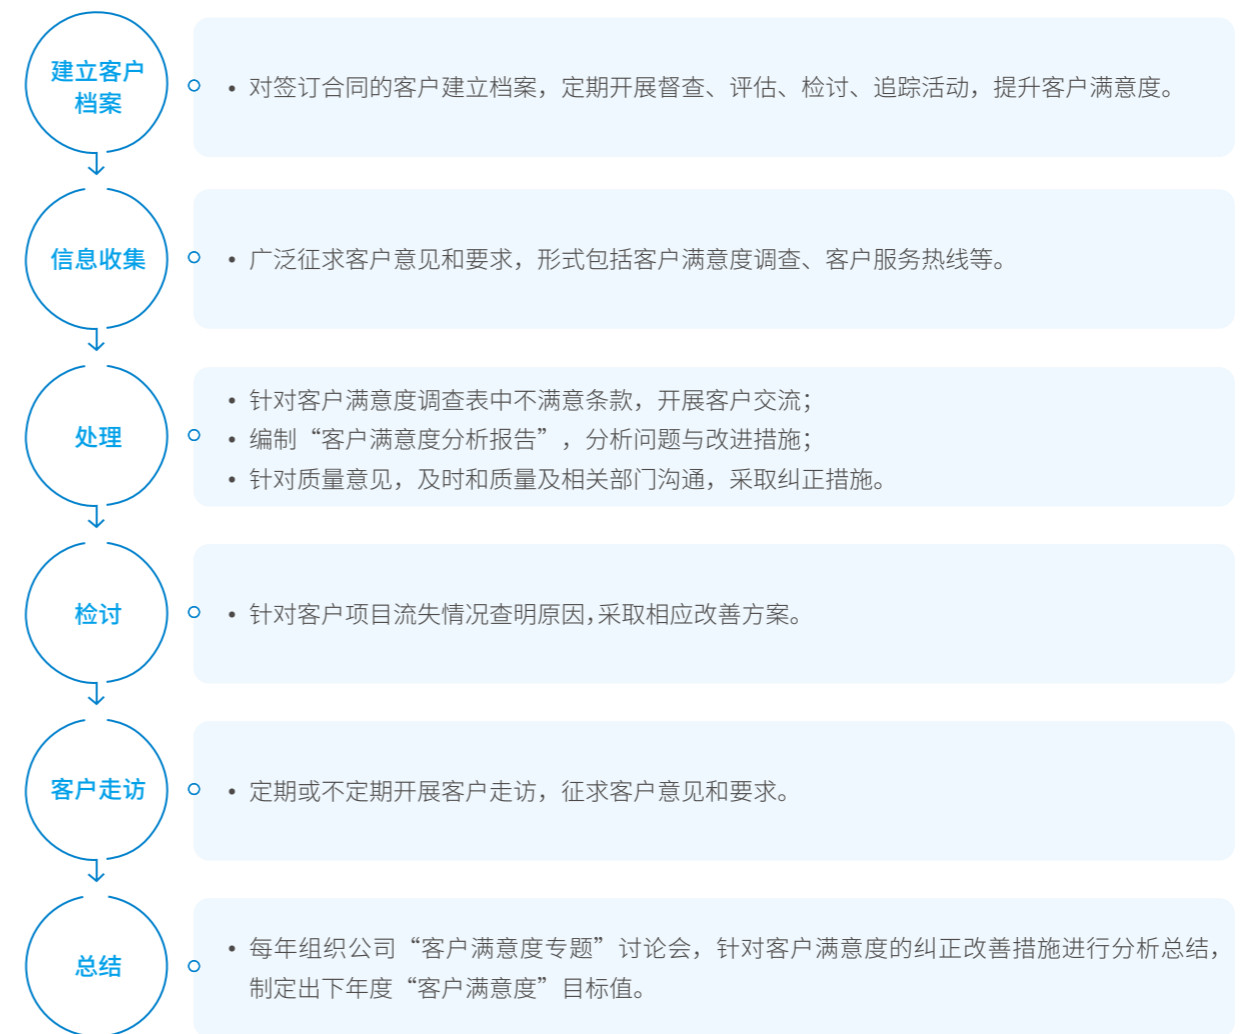 建立客户
档案
• 对签订合同的客户建立档案，定期开展督查、评估、检讨、追踪活动，提升客户满意度。
信息收集
• 广泛征求客户意见和要求，形式包括客户满意度调查、客户服务热线等。
处理
• 针对客户满意度调查表中不满意条款，开展客户交流；
• 编制“客户满意度分析报告”，分析问题与改进措施；
• 针对质量意见，及时和质量及相关部门沟通，采取纠正措施。
检讨
• 针对客户项目流失情况查明原因,采取相应改善方案。
客户走访
• 定期或不定期开展客户走访，征求客户意见和要求。
总结
• 每年组织公司“客户满意度专题”讨论会，针对客户满意度的纠正改善措施进行分析总结，
制定出下年度“客户满意度”目标值。